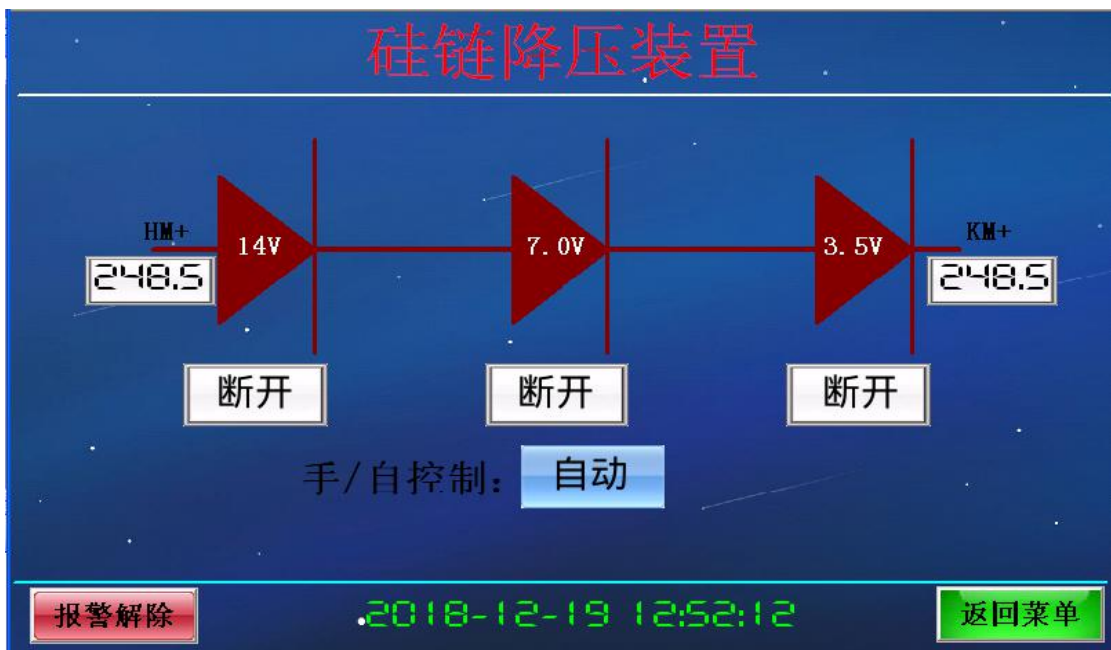 硅链降压装置
HM+ KM+
14V 7.0V 3.5V
248.5 248.5
断开 断开 断开
手/自控制: 自动
报警解除 2018-12-19 12:52:12 返回菜单